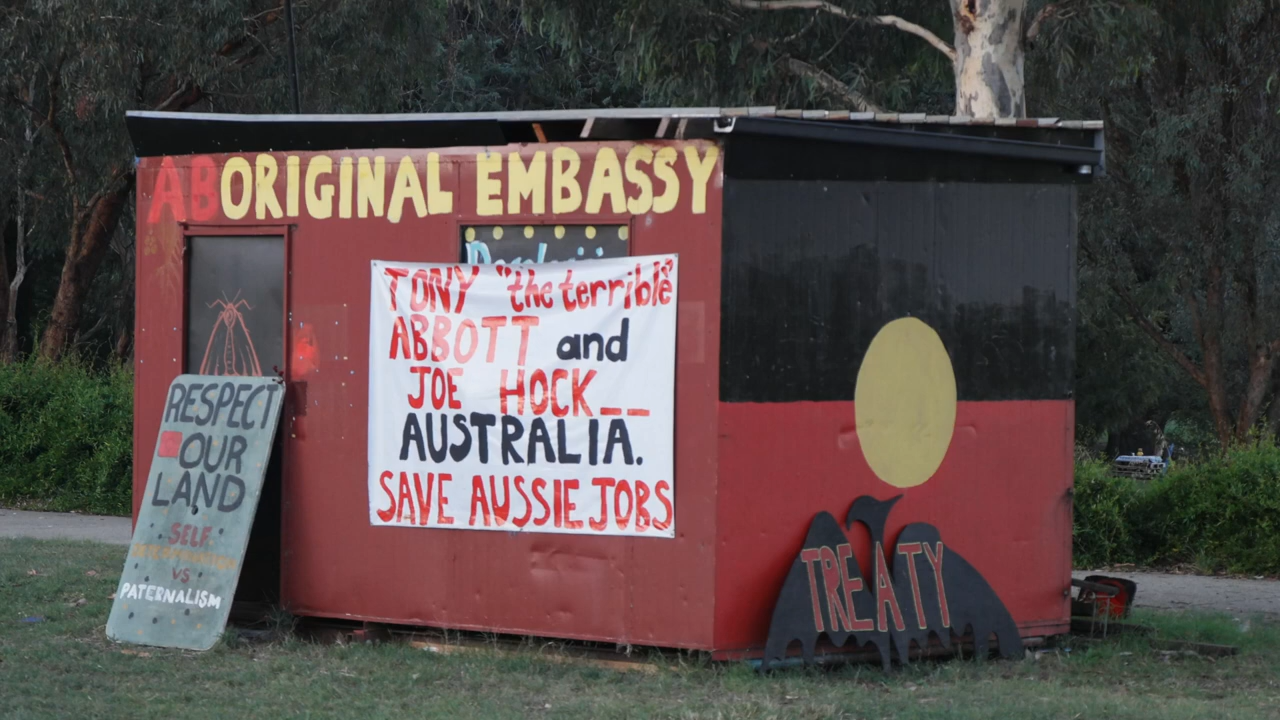 ABORIGINAL EMBASSY
TONY "the terrible"
ABBOTT and
JOE HOCK__
AUSTRALIA.
SAVE AUSSIE JOBS
RESPECT
OUR
LAND
SELF
DETERMINATION
VS
PATERNALISM
TREATY